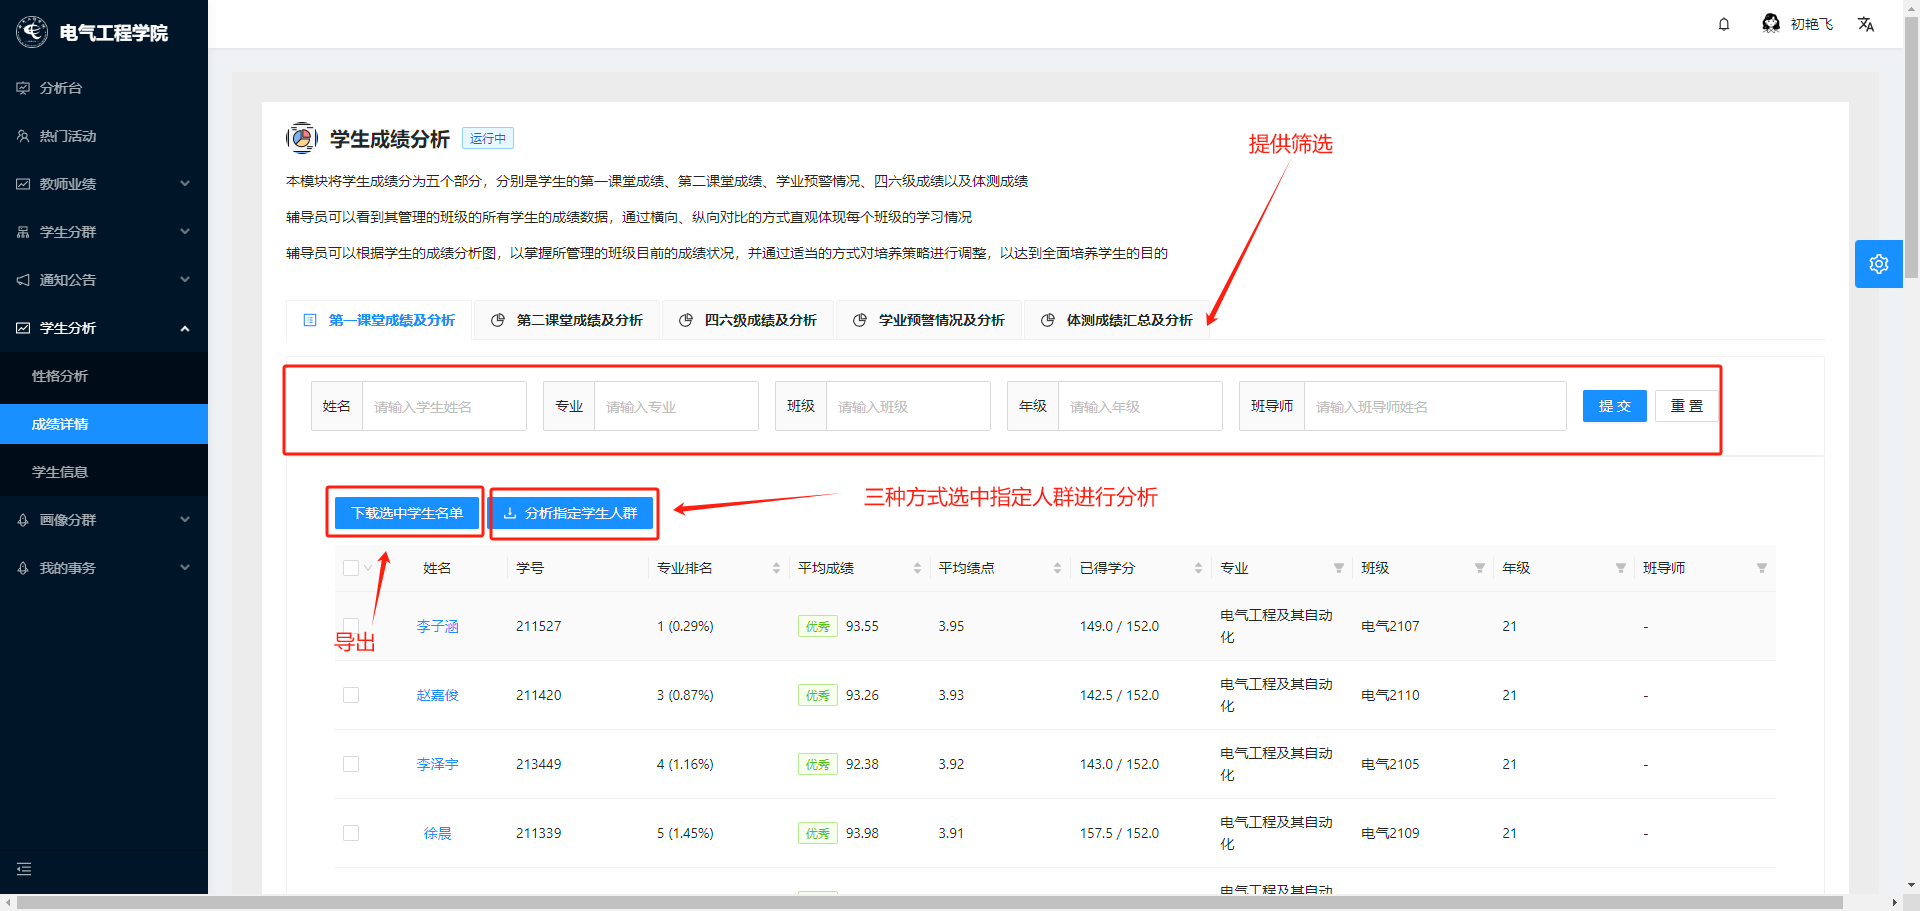 电气工程学院
初艳飞
分析台
热门活动
教师业绩
学生分群
通知公告
学生分析
性格分析
成绩详情
学生信息
画像分群
我的事务
学生成绩分析 运行中
提供筛选
本模块将学生成绩分为五个部分，分别是学生的第一课堂成绩、第二课堂成绩、学业预警情况、四六级成绩以及体测成绩
辅导员可以看到其管理的班级的所有学生的成绩数据，通过横向、纵向对比的方式直观体现每个班级的学习情况
辅导员可以根据学生的成绩分析图，以掌握所管理的班级目前的成绩状况，并通过适当的方式对培养策略进行调整，以达到全面培养学生的目的
第一课堂成绩及分析 第二课堂成绩及分析 四六级成绩及分析 学业预警情况及分析 体测成绩汇总及分析
姓名 请输入学生姓名 专业 请输入专业 班级 请输入班级 年级 请输入年级 班导师 请输入班导师姓名 提 交 重 置
下载选中学生名单 分析指定学生人群 三种方式选中指定人群进行分析
姓名 学号 专业排名 平均成绩 平均绩点 已得学分 专业 班级 年级 班导师
导出
李子涵 211527 1 (0.29%) 优秀 93.55 3.95 149.0 / 152.0 电气工程及其自动化 电气2107 21 -
赵嘉俊 211420 3 (0.87%) 优秀 93.26 3.93 142.5 / 152.0 电气工程及其自动化 电气2110 21 -
李泽宇 213449 4 (1.16%) 优秀 92.38 3.92 143.0 / 152.0 电气工程及其自动化 电气2105 21 -
徐晨 211339 5 (1.45%) 优秀 93.98 3.91 157.5 / 152.0 电气工程及其自动化 电气2109 21 -
电气工程及其自动